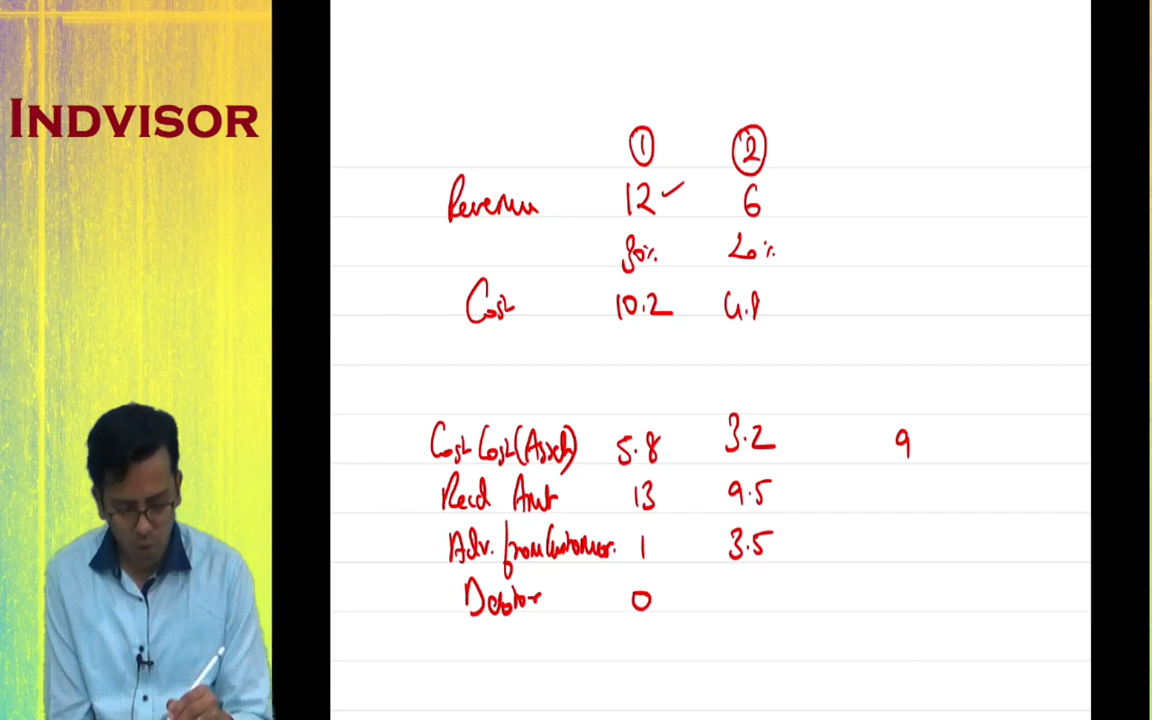 INDVISOR
① ②
Revenue 12 ✓ 6
30% 20%
Cost 10.2 4.8
Cost Cost (Asset) 5.8 3.2 9
Recd Amt 13 9.5
Adv. from Customer. 1 3.5
Debtor 0